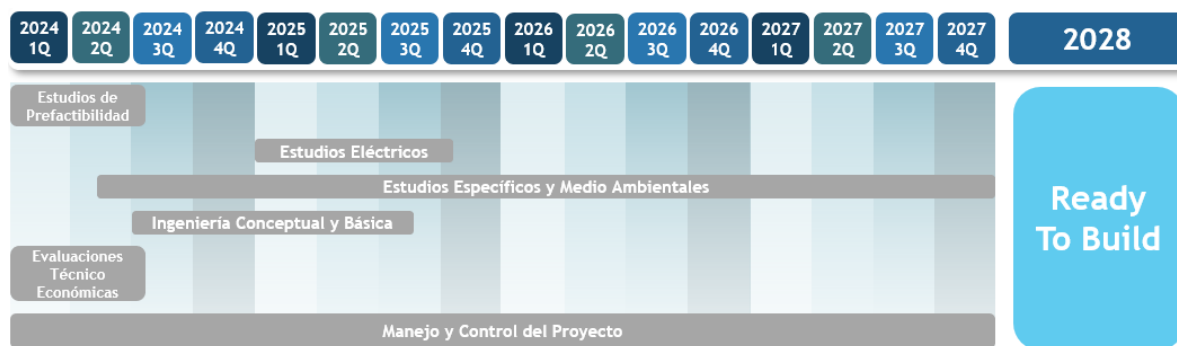 2024 1Q
2024 2Q
2024 3Q
2024 4Q
2025 1Q
2025 2Q
2025 3Q
2025 4Q
2026 1Q
2026 2Q
2026 3Q
2026 4Q
2027 1Q
2027 2Q
2027 3Q
2027 4Q
2028
Estudios de
Prefactibilidad
Estudios Eléctricos
Estudios Específicos y Medio Ambientales
Ingeniería Conceptual y Básica
Evaluaciones
Técnico
Económicas
Manejo y Control del Proyecto
Ready
To Build